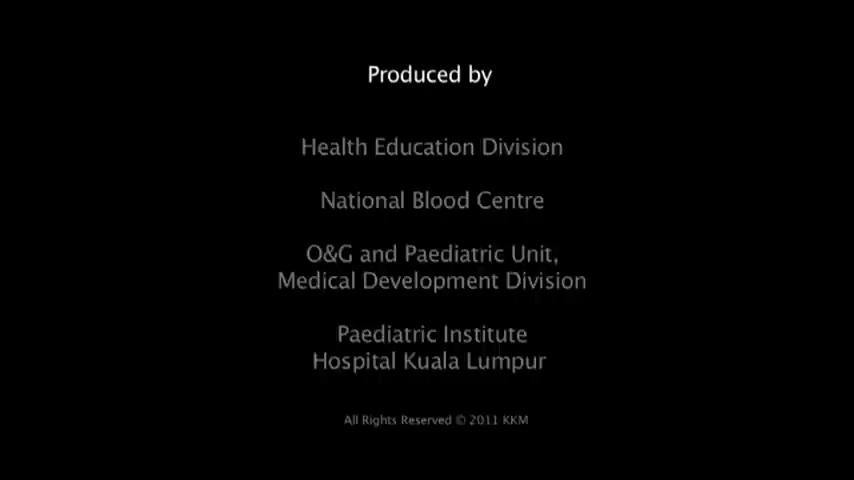 Produced by
Health Education Division
National Blood Centre
O&G and Paediatric Unit,
Medical Development Division
Paediatric Institute
Hospital Kuala Lumpur
All Rights Reserved © 2011 KKM